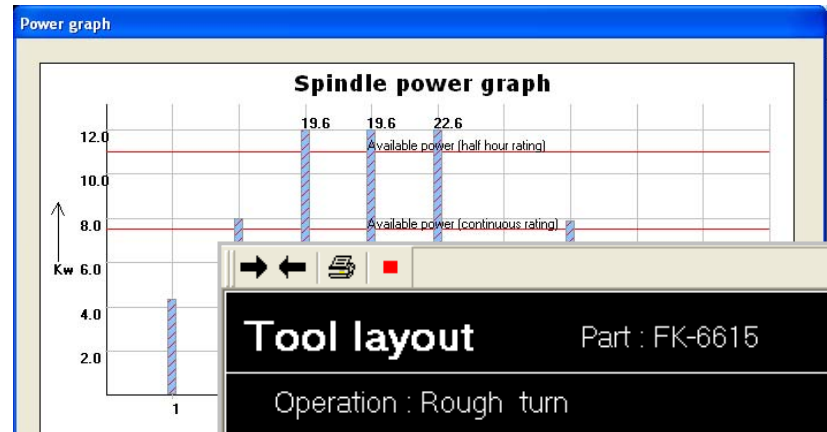 Power graph
Spindle power graph
19.6 19.6 22.6
12.0
Available power (half hour rating)
10.0
8.0 Available power (continuous rating)
Kw 6.0
4.0
2.0
1
Tool layout Part : FK-6615
Operation : Rough turn